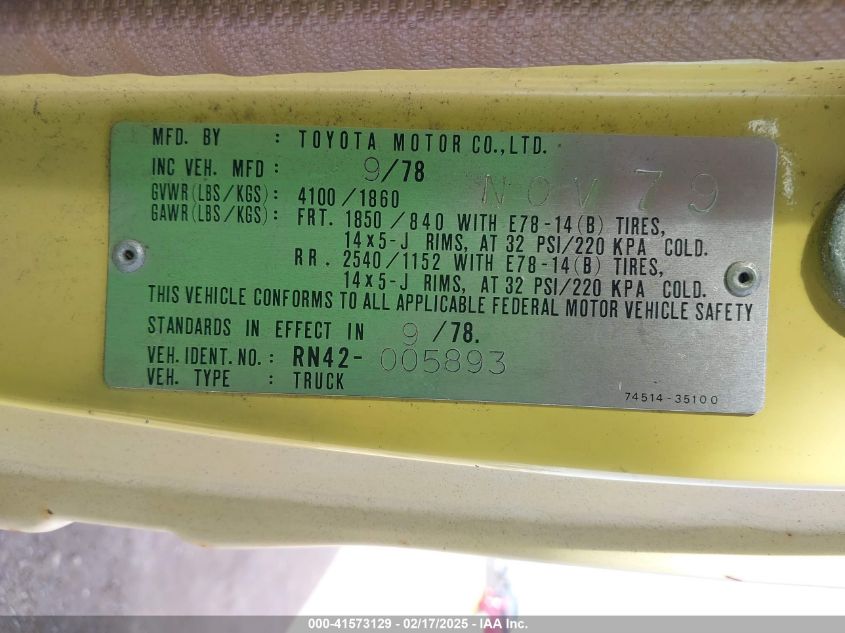 MFD. BY : TOYOTA MOTOR CO.,LTD.
INC VEH. MFD : 9/78
NOV 79
GVWR(LBS/KGS): 4100/1860
GAWR(LBS/KGS): FRT. 1850/840 WITH E78-14(B) TIRES,
14x5-J RIMS, AT 32 PSI/220 KPA COLD.
RR. 2540/1152 WITH E78-14(B) TIRES,
14x5-J RIMS, AT 32 PSI/220 KPA COLD.
THIS VEHICLE CONFORMS TO ALL APPLICABLE FEDERAL MOTOR VEHICLE SAFETY
STANDARDS IN EFFECT IN 9/78.
VEH. IDENT. NO.: RN42-005893
VEH. TYPE : TRUCK
74514-35100
000-41573129 - 02/17/2025 - IAA Inc.